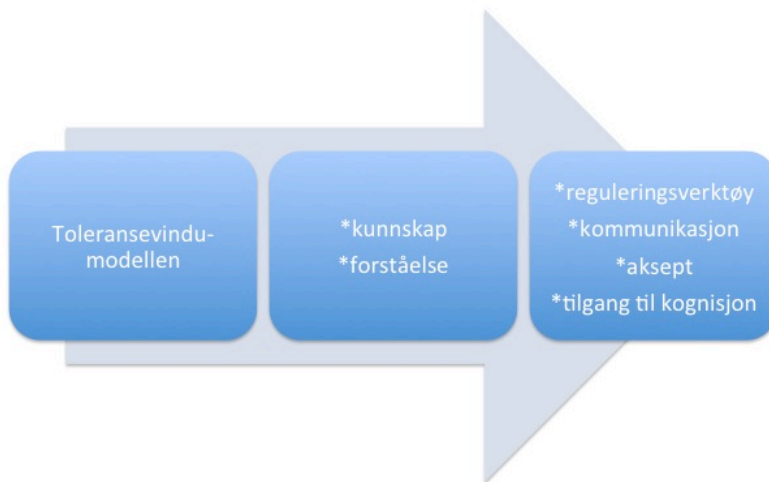 Toleransevindu-
modellen
*kunnskap
*forståelse
*reguleringsverktøy
*kommunikasjon
*aksept
*tilgang til kognisjon